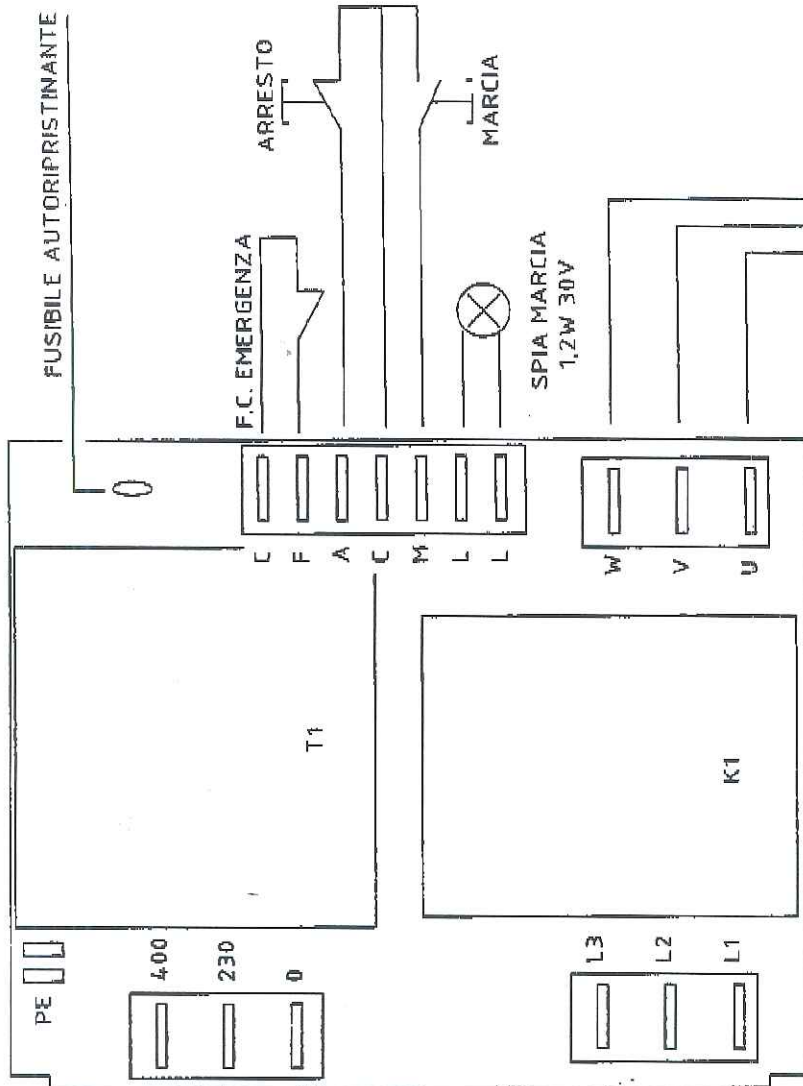 FUSIBILE AUTORIPRISTINANTE
PE
400
230
0
T1
F.C. EMERGENZA
ARRESTO
C
F
A
C
M
L
L
MARCIA
SPIA MARCIA
1,2W 30V
L3
L2
L1
K1
W
V
U